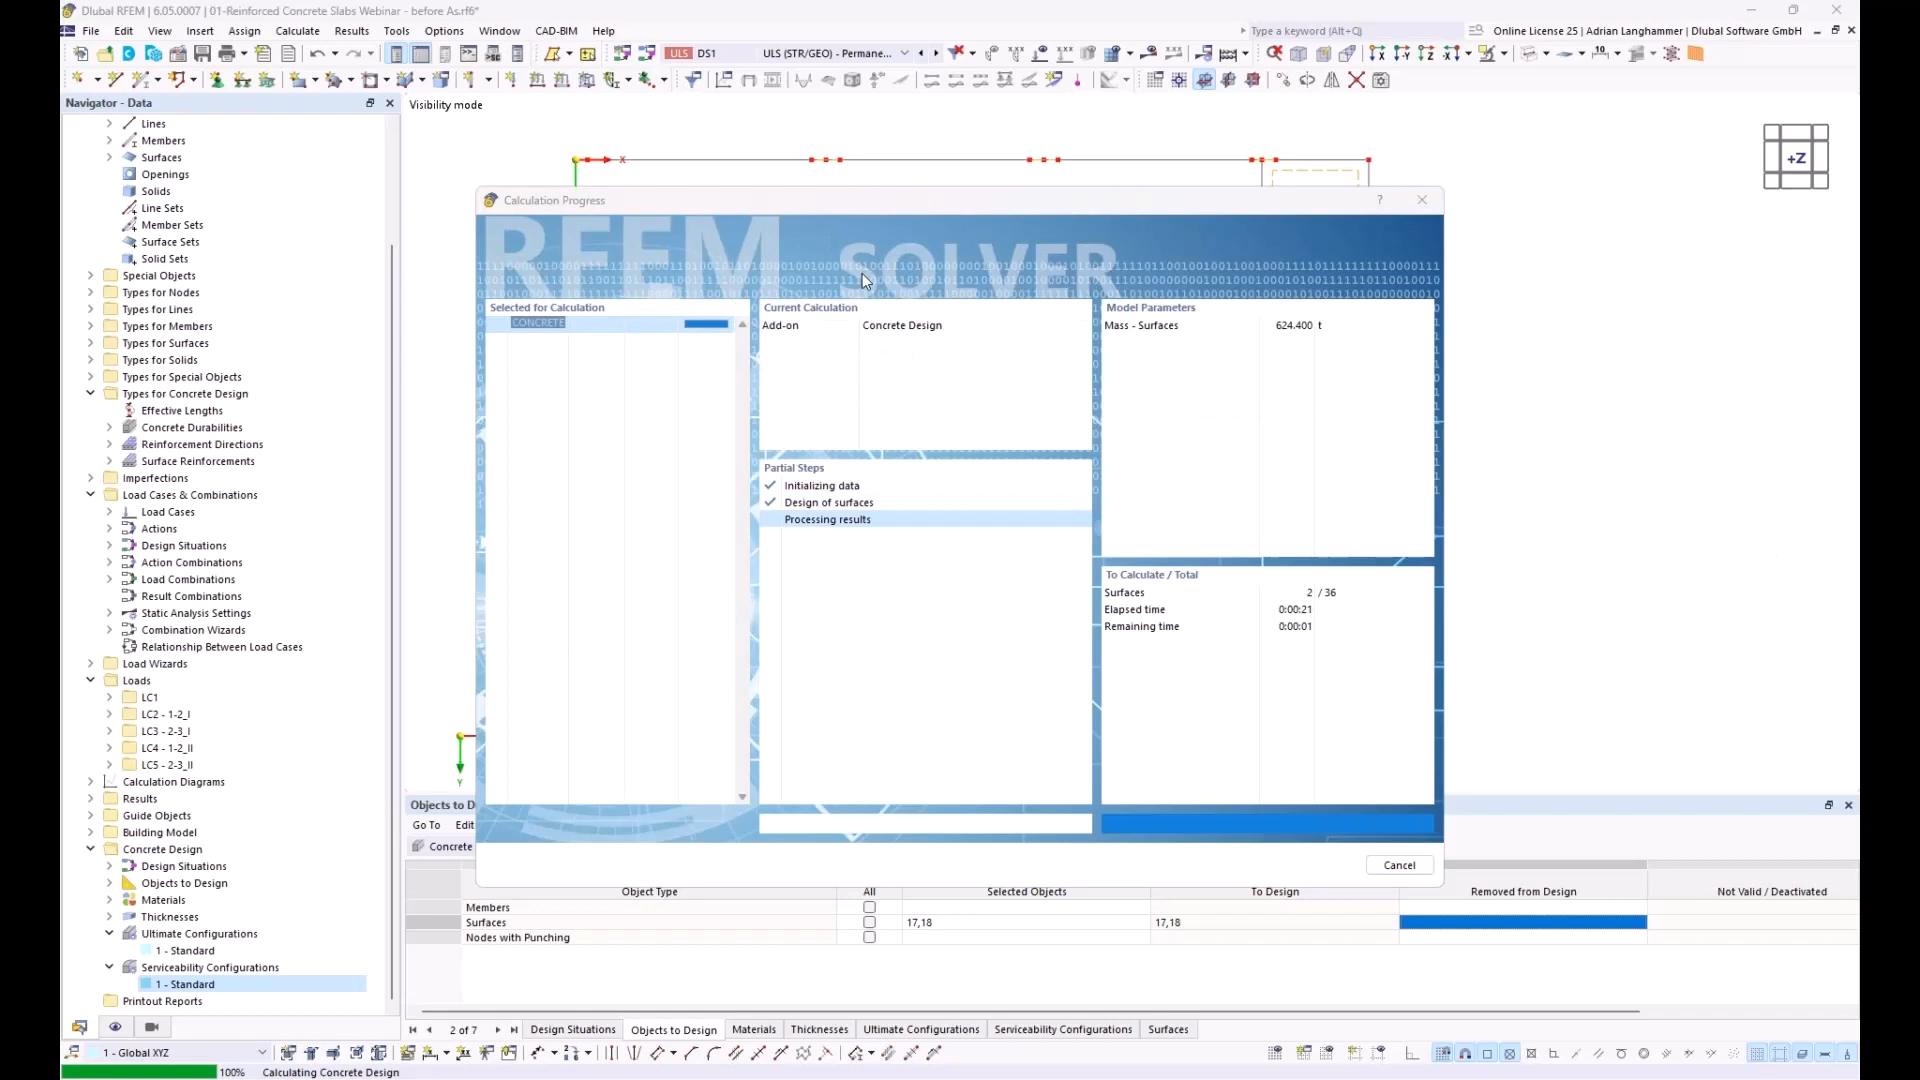 Dlubal RFEM | 6.05.0007 | 01-Reinforced Concrete Slabs Webinar - before As.rf6*
File Edit View Insert Assign Calculate Results Tools Options Window CAD-BIM Help
Type a keyword (Alt+Q)
Online License 25 | Adrian Langhammer | Dlubal Software GmbH
ULS DS1 ULS (STR/GEO) - Permane...
Navigator - Data
Visibility mode
Lines
Members
Surfaces
Openings
Solids
Line Sets
Member Sets
Surface Sets
Solid Sets
Special Objects
Types for Nodes
Types for Lines
Types for Members
Types for Surfaces
Types for Solids
Types for Special Objects
Types for Concrete Design
Effective Lengths
Concrete Durabilities
Reinforcement Directions
Surface Reinforcements
Imperfections
Load Cases & Combinations
Load Cases
Actions
Design Situations
Action Combinations
Load Combinations
Result Combinations
Static Analysis Settings
Combination Wizards
Relationship Between Load Cases
Load Wizards
Loads
LC1
LC2 - 1-2_I
LC3 - 2-3_I
LC4 - 1-2_II
LC5 - 2-3_II
Calculation Diagrams
Results
Guide Objects
Building Model
Concrete Design
Design Situations
Objects to Design
Materials
Thicknesses
Ultimate Configurations
1 - Standard
Serviceability Configurations
1 - Standard
Printout Reports
X
+Z
Y
Calculation Progress
RFEM SOLVER
Selected for Calculation
CONCRETE
Current Calculation
Add-on Concrete Design
Model Parameters
Mass - Surfaces 624.400 t
Partial Steps
Initializing data
Design of surfaces
Processing results
To Calculate / Total
Surfaces 2 / 36
Elapsed time 0:00:21
Remaining time 0:00:01
Cancel
Objects to D
Go To Edit
Concrete
Object Type All Selected Objects To Design Removed from Design Not Valid / Deactivated
Members
Surfaces 17,18 17,18
Nodes with Punching
2 of 7 Design Situations Objects to Design Materials Thicknesses Ultimate Configurations Serviceability Configurations Surfaces
1 - Global XYZ
100% Calculating Concrete Design